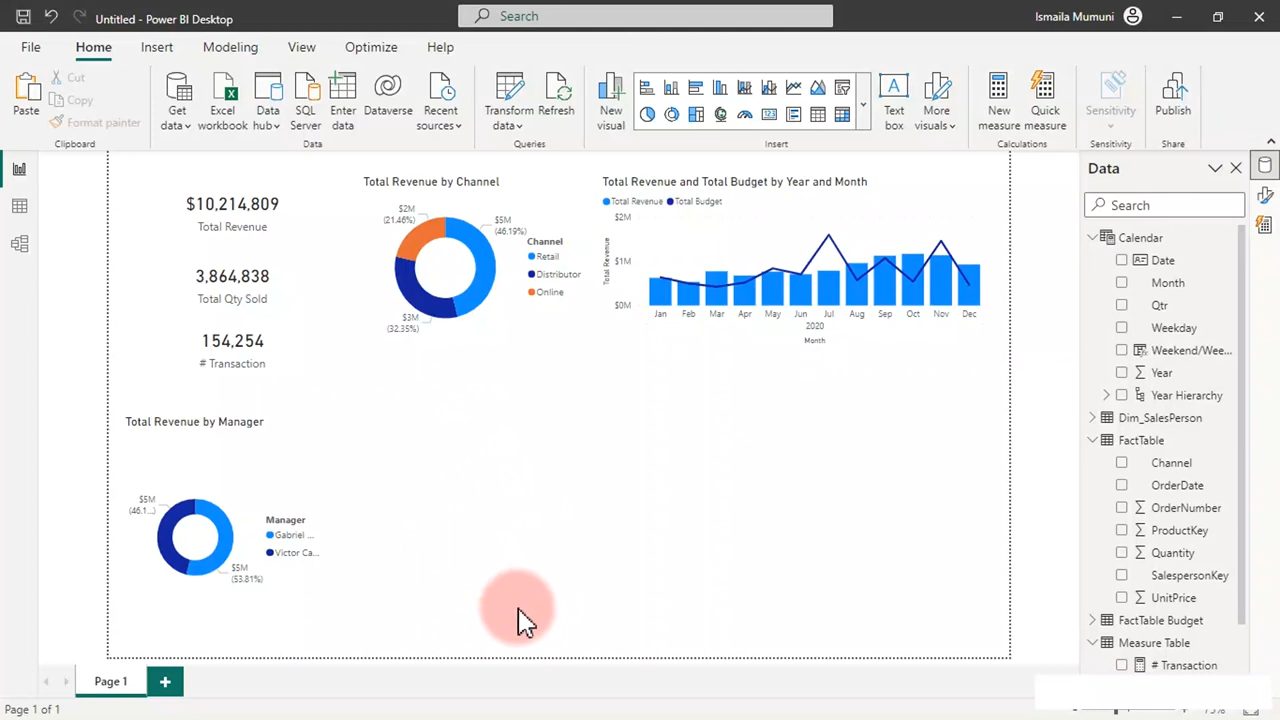 Untitled - Power BI Desktop
Search
Ismaila Mumuni
File
Home
Insert
Modeling
View
Optimize
Help
Paste
Cut
Copy
Format painter
Clipboard
Get data
Excel workbook
Data hub
SQL Server
Enter data
Dataverse
Recent sources
Data
Transform data
Refresh
Queries
New visual
123
A
Text box
More visuals
Insert
New measure
Quick measure
Calculations
Sensitivity
Sensitivity
Publish
Share
$10,214,809
Total Revenue
3,864,838
Total Qty Sold
154,254
# Transaction
Total Revenue by Channel
$2M
(21.46%)
$5M
(46.19%)
$3M
(32.35%)
Channel
Retail
Distributor
Online
Total Revenue and Total Budget by Year and Month
Total Revenue Total Budget
Total Revenue
$2M
$1M
$0M
Jan Feb Mar Apr May Jun Jul Aug Sep Oct Nov Dec
2020
Month
Total Revenue by Manager
$5M
(46.1...)
$5M
(53.81%)
Manager
Gabriel ...
Victor Ca...
Data
Search
Calendar
Date
Month
Qtr
Weekday
Weekend/Wee...
Year
Year Hierarchy
Dim_SalesPerson
FactTable
Channel
OrderDate
OrderNumber
ProductKey
Quantity
SalespersonKey
UnitPrice
FactTable Budget
Measure Table
# Transaction
Page 1
Page 1 of 1